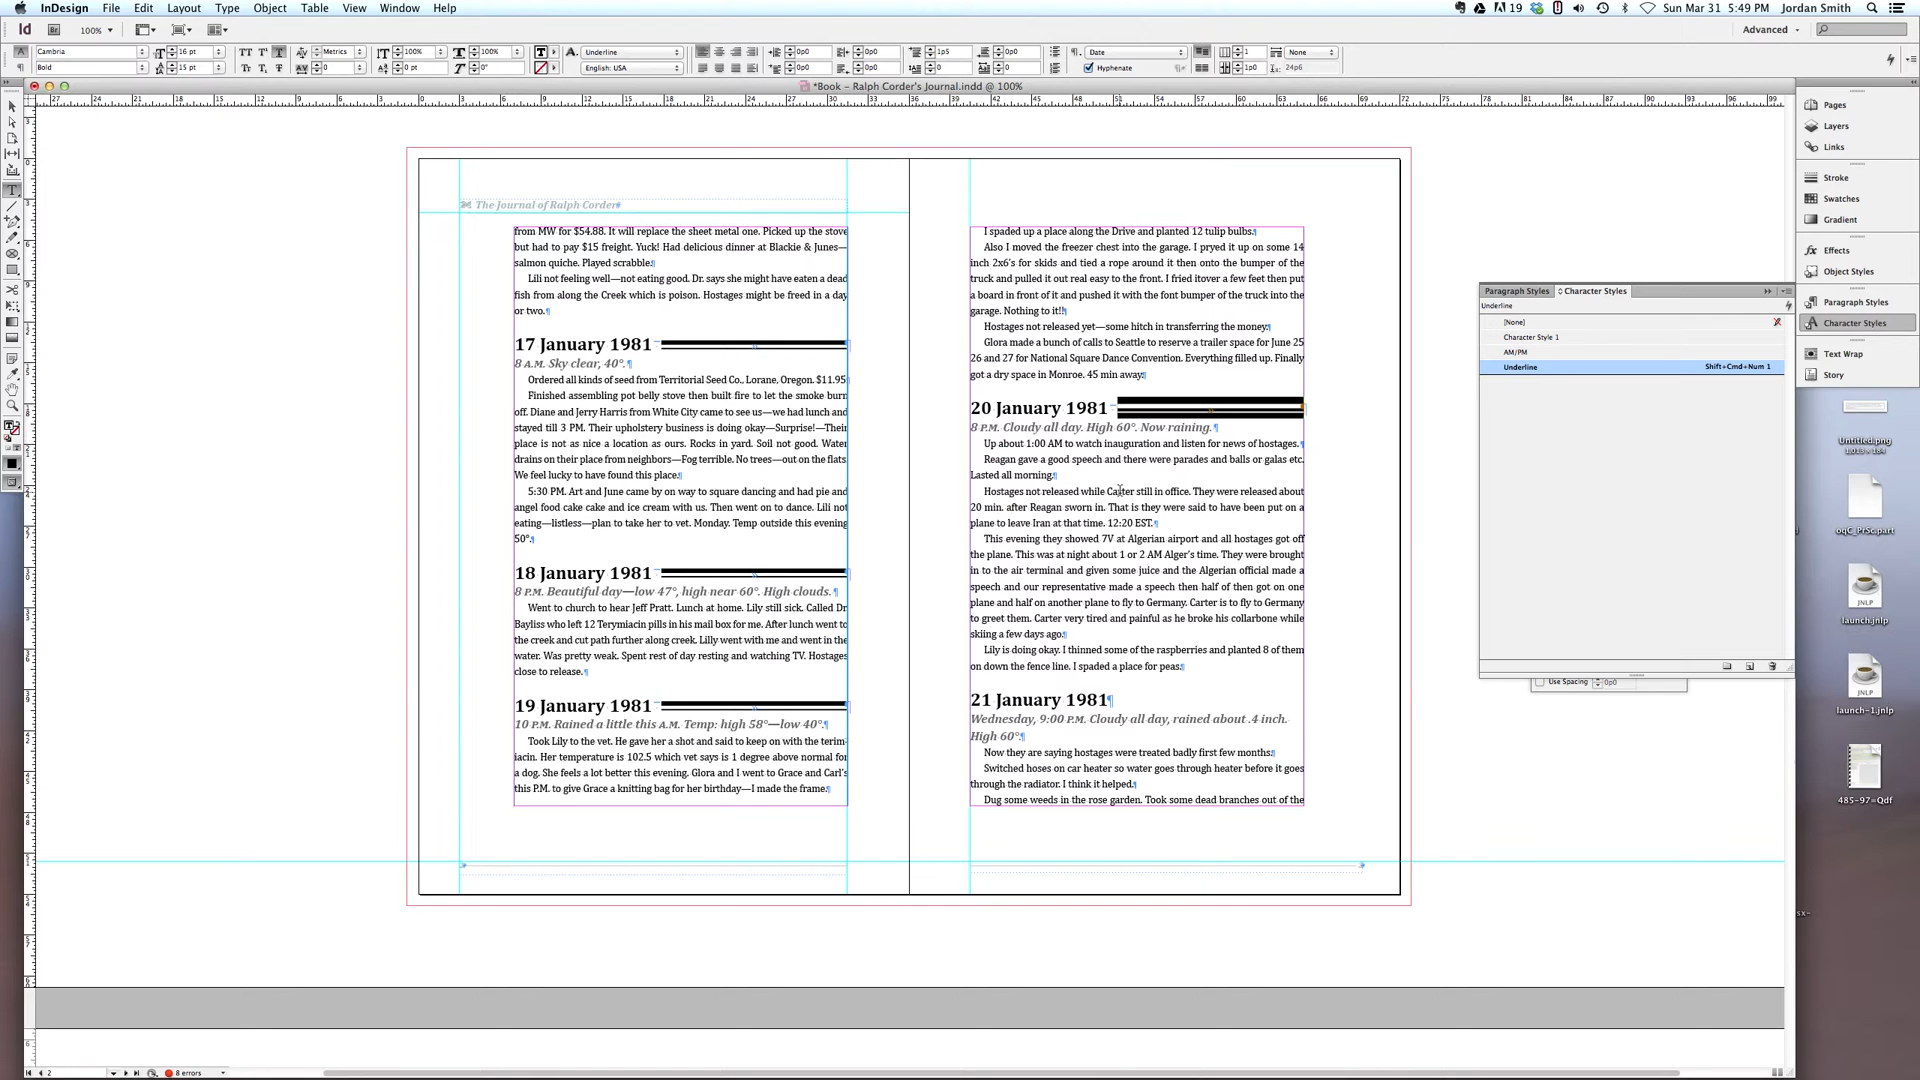 InDesign File Edit Layout Type Object Table View Window Help
19 Sun Mar 31 5:49 PM Jordan Smith
Id Br 100% Advanced
Cambria 16 pt Metrics 100% 100% Underline 0p0 0p0 1p5 0p0 Date 1 None
Bold 15 pt 0 0 pt 0° English: USA 0p0 0p0 0 0 Hyphenate 1p0 24p6
*Book - Ralph Corder's Journal.indd @ 100%
The Journal of Ralph Corder
from MW for $54.88. It will replace the sheet metal one. Picked up the stove
but had to pay $15 freight. Yuck! Had delicious dinner at Blackie & Junes—
salmon quiche. Played scrabble.
Lili not feeling well—not eating good. Dr. says she might have eaten a dead
fish from along the Creek which is poison. Hostages might be freed in a day
or two.
17 January 1981
8 A.M. Sky clear, 40°.
Ordered all kinds of seed from Territorial Seed Co., Lorane, Oregon. $11.95
Finished assembling pot belly stove then built fire to let the smoke burn
off. Diane and Jerry Harris from White City came to see us—we had lunch and
stayed till 3 PM. Their upholstery business is doing okay—Surprise!—Their
place is not as nice a location as ours. Rocks in yard. Soil not good. Water
drains on their place from neighbors—Fog terrible. No trees—out on the flats.
We feel lucky to have found this place.
5:30 PM. Art and June came by on way to square dancing and had pie and
angel food cake cake and ice cream with us. Then went on to dance. Lili not
eating—listless—plan to take her to vet. Monday. Temp outside this evening
50°.
18 January 1981
8 P.M. Beautiful day—low 47°, high near 60°. High clouds.
Went to church to hear Jeff Pratt. Lunch at home. Lily still sick. Called Dr
Bayliss who left 12 Terymiacin pills in his mail box for me. After lunch went to
the creek and cut path further along creek. Lilly went with me and went in the
water. Was pretty weak. Spent rest of day resting and watching TV. Hostages
close to release.
19 January 1981
10 P.M. Rained a little this A.M. Temp: high 58°—low 40°.
Took Lily to the vet. He gave her a shot and said to keep on with the terim-
iacin. Her temperature is 102.5 which vet says is 1 degree above normal for
a dog. She feels a lot better this evening. Glora and I went to Grace and Carl's
this P.M. to give Grace a knitting bag for her birthday—I made the frame.
I spaded up a place along the Drive and planted 12 tulip bulbs.
Also I moved the freezer chest into the garage. I pryed it up on some 14
inch 2x6's for skids and tied a rope around it then onto the bumper of the
truck and pulled it out real easy to the front. I fried itover a few feet then put
a board in front of it and pushed it with the font bumper of the truck into the
garage. Nothing to it!!
Hostages not released yet—some hitch in transferring the money.
Glora made a bunch of calls to Seattle to reserve a trailer space for June 25
26 and 27 for National Square Dance Convention. Everything filled up. Finally
got a dry space in Monroe. 45 min away.
20 January 1981
8 P.M. Cloudy all day. High 60°. Now raining.
Up about 1:00 AM to watch inauguration and listen for news of hostages.
Reagan gave a good speech and there were parades and balls or galas etc.
Lasted all morning.
Hostages not released while Carter still in office. They were released about
20 min. after Reagan sworn in. That is they were said to have been put on a
plane to leave Iran at that time. 12:20 EST.
This evening they showed 7V at Algerian airport and all hostages got off
the plane. This was at night about 1 or 2 AM Alger's time. They were brought
in to the air terminal and given some juice and the Algerian official made a
speech and our representative made a speech then half of then got on one
plane and half on another plane to fly to Germany. Carter is to fly to Germany
to greet them. Carter very tired and painful as he broke his collarbone while
skiing a few days ago.
Lily is doing okay. I thinned some of the raspberries and planted 8 of them
on down the fence line. I spaded a place for peas.
21 January 1981
Wednesday, 9:00 P.M. Cloudy all day, rained about .4 inch.
High 60°.
Now they are saying hostages were treated badly first few months.
Switched hoses on car heater so water goes through heater before it goes
through the radiator. I think it helped.
Dug some weeds in the rose garden. Took some dead branches out of the
Paragraph Styles Character Styles
Underline
[None]
Character Style 1
AM/PM
Underline Shift+Cmd+Num 1
Use Spacing 0p0
Pages
Layers
Links
Stroke
Swatches
Gradient
Effects
Object Styles
Paragraph Styles
Character Styles
Text Wrap
Story
Untitled.png
oqC_PrSc.part
JNLP
launch.jnlp
JNLP
launch-1.jnlp
485-97=Qdf
2 8 errors